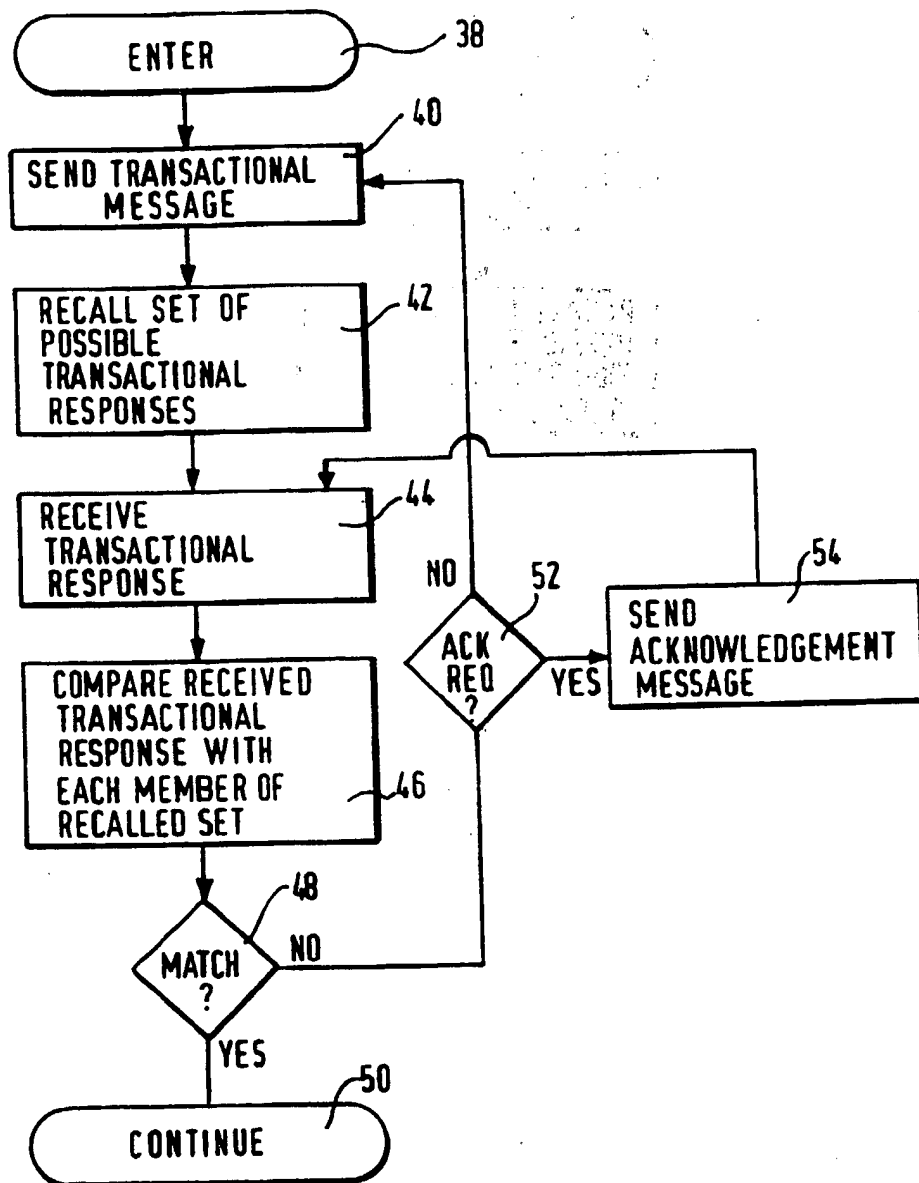 ENTER
38
40
SEND TRANSACTIONAL
MESSAGE
RECALL SET OF
POSSIBLE
TRANSACTIONAL
RESPONSES
42
RECEIVE
TRANSACTIONAL
RESPONSE
44
NO
52
ACK
REQ
?
YES
54
SEND
ACKNOWLEDGEMENT
MESSAGE
COMPARE RECEIVED
TRANSACTIONAL
RESPONSE WITH
EACH MEMBER OF
RECALLED SET
46
48
MATCH
?
NO
YES
50
CONTINUE